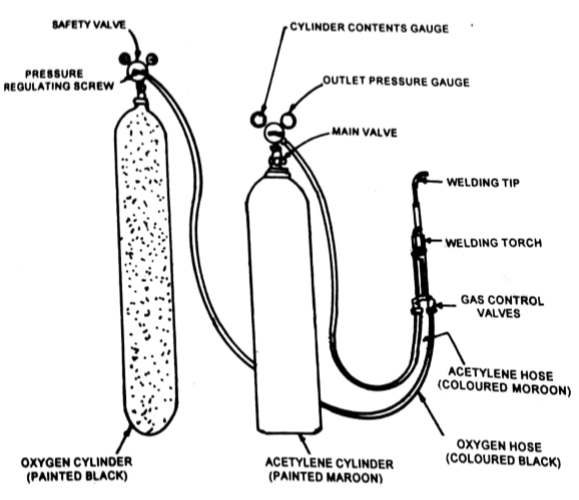 SAFETY VALVE
CYLINDER CONTENTS GAUGE
PRESSURE
REGULATING SCREW
OUTLET PRESSURE GAUGE
MAIN VALVE
WELDING TIP
WELDING TORCH
GAS CONTROL
VALVES
ACETYLENE HOSE
(COLOURED MOROON)
OXYGEN HOSE
(COLOURED BLACK)
OXYGEN CYLINDER
(PAINTED BLACK)
ACETYLENE CYLINDER
(PAINTED MAROON)